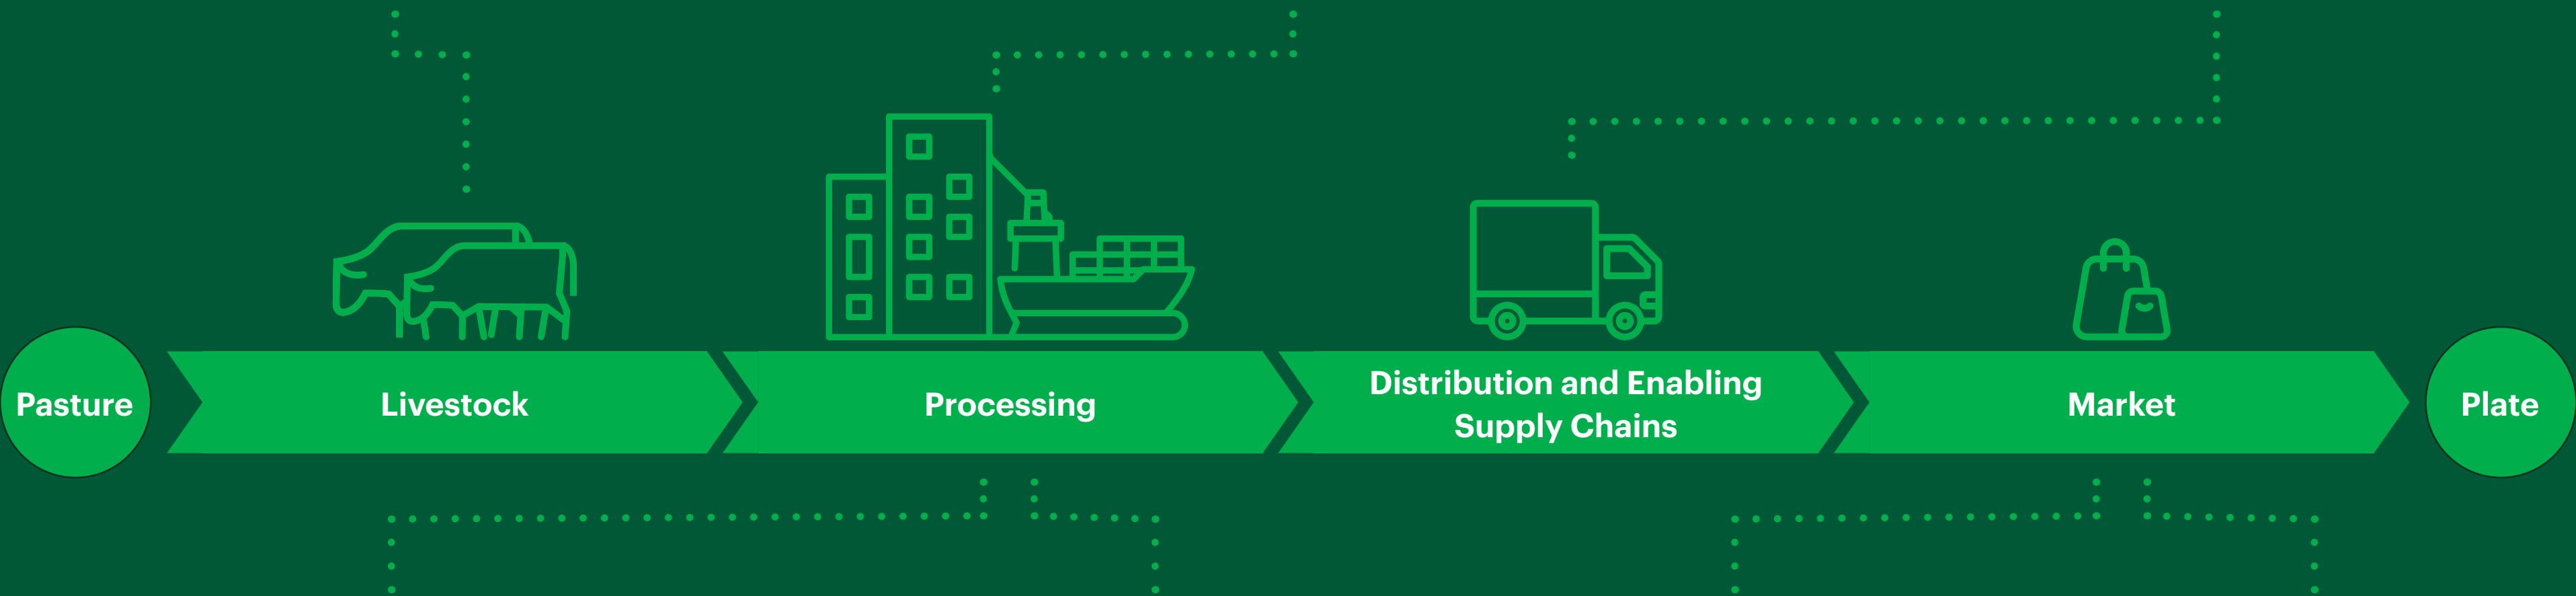 Pasture
Livestock
Processing
Distribution and Enabling
Supply Chains
Market
Plate